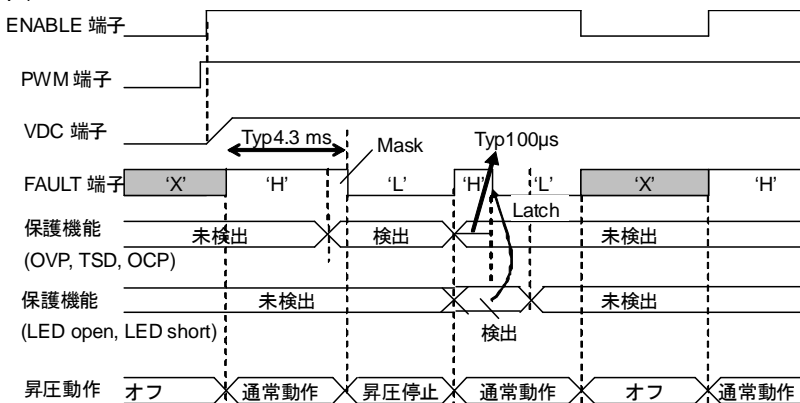 ENABLE 端子
PWM 端子
VDC 端子
Typ4.3 ms
Mask
Typ100µs
FAULT 端子 'X' 'H' 'L' 'H' 'L' 'X' 'H'
Latch
保護機能 未検出 検出 未検出
(OVP, TSD, OCP)
保護機能 未検出 未検出
(LED open, LED short) 検出
昇圧動作 オフ 通常動作 昇圧停止 通常動作 オフ 通常動作